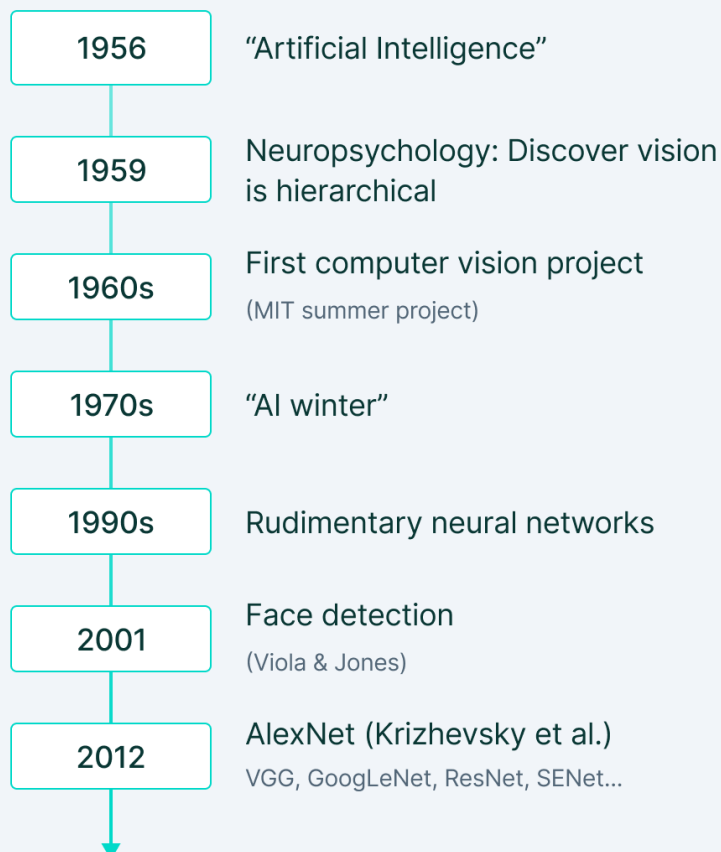 1956
“Artificial Intelligence”
1959
Neuropsychology: Discover vision
is hierarchical
1960s
First computer vision project
(MIT summer project)
1970s
“AI winter”
1990s
Rudimentary neural networks
2001
Face detection
(Viola & Jones)
2012
AlexNet (Krizhevsky et al.)
VGG, GoogLeNet, ResNet, SENet...